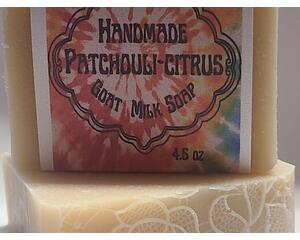 HANDMADE
PATCHOULI-CITRUS
GOAT MILK SOAP
4.5 oz